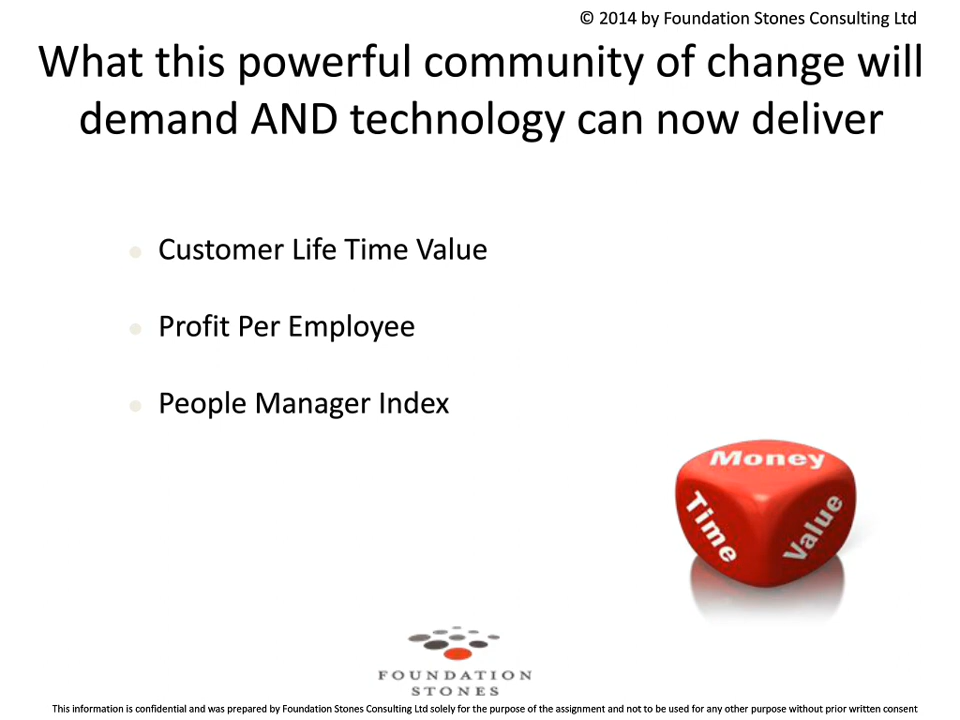 © 2014 by Foundation Stones Consulting Ltd
What this powerful community of change will
demand AND technology can now deliver
Customer Life Time Value
Profit Per Employee
People Manager Index
Money
Time
Value
FOUNDATION
STONES
This information is confidential and was prepared by Foundation Stones Consulting Ltd solely for the purpose of the assignment and not to be used for any other purpose without prior written consent